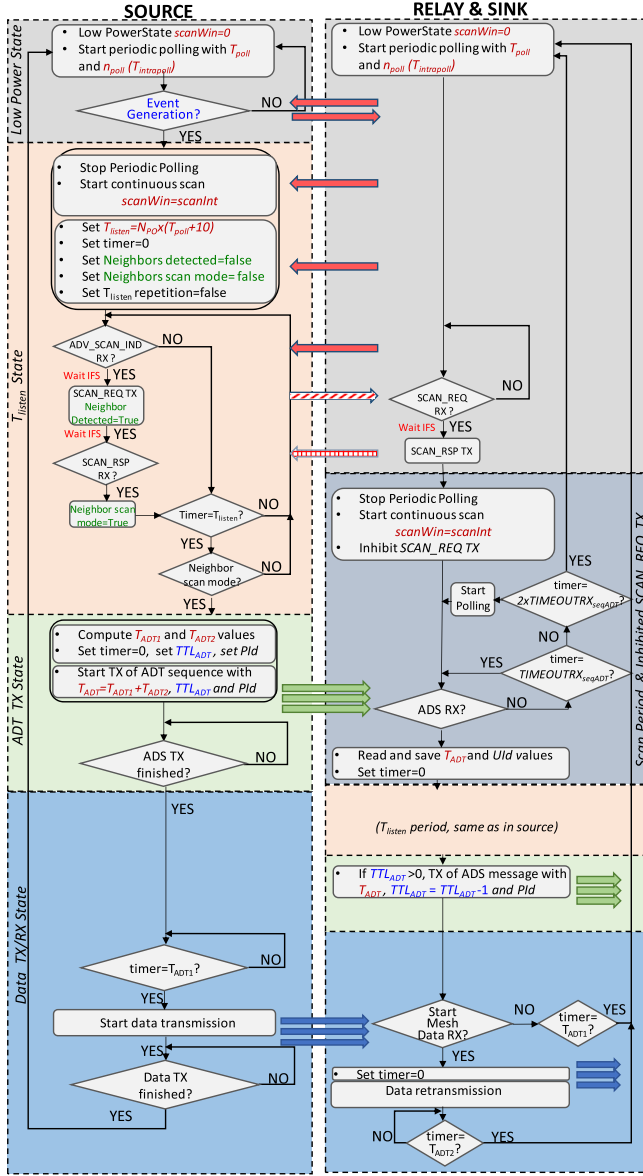 SOURCE
Low Power State
• Low PowerState scanWin=0
• Start periodic polling with Tpoll
and npoll (Tintrapoll)
Event
Generation?
NO
YES
• Stop Periodic Polling
• Start continuous scan
scanWin=scanInt
• Set Tlisten=NPOx(Tpoll+10)
• Set timer=0
• Set Neighbors detected=false
• Set Neighbors scan mode= false
• Set Tlisten repetition=false
Tlisten State
ADV_SCAN_IND
RX ?
NO
Wait IFS
YES
SCAN_REQ TX
Neighbor
Detected=True
Wait IFS
YES
SCAN_RSP
RX ?
YES
Neighbor scan
mode=True
Timer=Tlisten?
NO
YES
Neighbor
scan mode?
NO
YES
ADT TX State
• Compute TADT1 and TADT2 values
• Set timer=0, set TTLADT, set PId
• Start TX of ADT sequence with
TADT=TADT1+TADT2, TTLADT and PId
ADS TX
finished?
NO
YES
Data TX/RX State
timer=TADT1?
NO
YES
Start data transmission
YES
Data TX
finished?
NO
YES
RELAY & SINK
• Low PowerState scanWin=0
• Start periodic polling with Tpoll
and npoll (Tintrapoll)
SCAN_REQ
RX ?
NO
Wait IFS
YES
SCAN_RSP TX
Scan Period & Inhibited SCAN_REQ TX
• Stop Periodic Polling
• Start continuous scan
scanWin=scanInt
• Inhibit SCAN_REQ TX
YES
Start
Polling
timer=
2xTIMEOUTRXseqADT?
NO
YES
timer=
TIMEOUTRXseqADT?
ADS RX?
NO
• Read and save TADT and UId values
• Set timer=0
(Tlisten period, same as in source)
• If TTLADT >0, TX of ADS message with
TADT, TTLADT = TTLADT-1 and PId
Start
Mesh
Data RX?
NO
timer=
TADT1?
YES
YES
• Set timer=0
Data retransmission
NO
timer=
TADT2?
YES